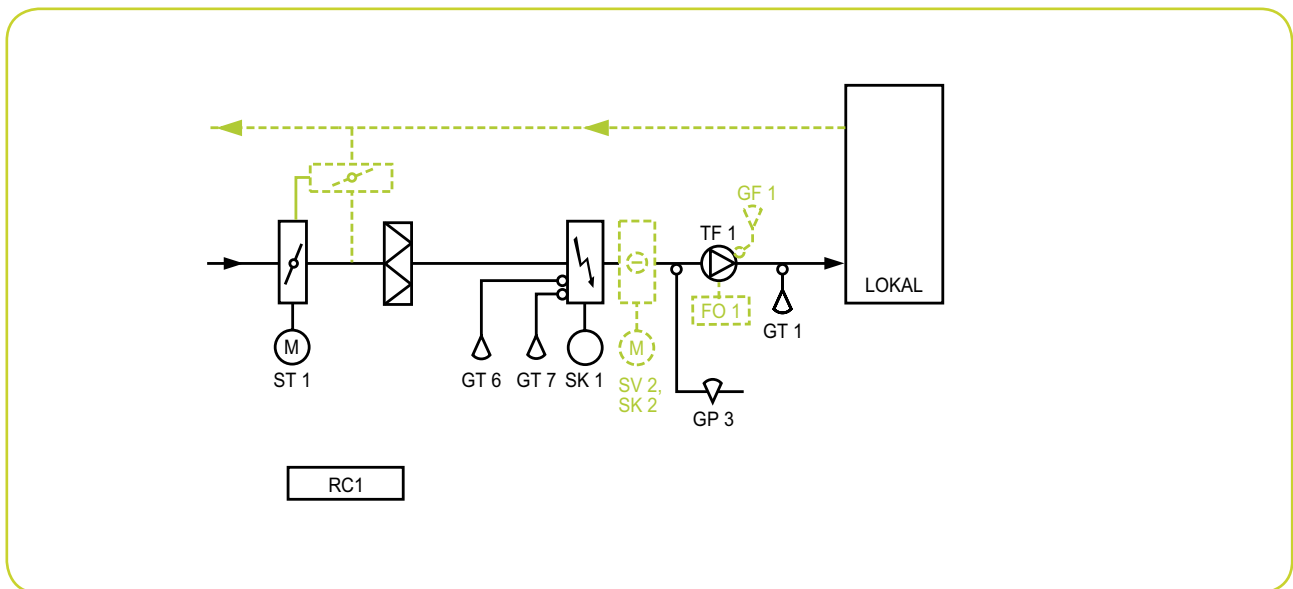 GF 1
TF 1
LOKAL
FO 1
GT 1
M
ST 1
GT 6
GT 7
SK 1
M
SV 2,
SK 2
GP 3
RC1